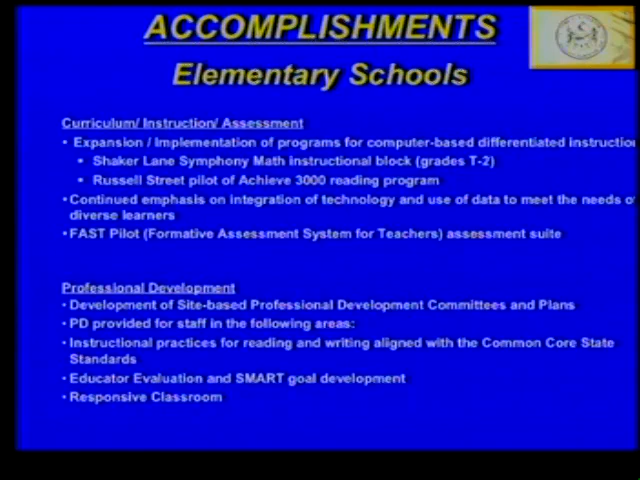 ACCOMPLISHMENTS
Elementary Schools
Curriculum/ Instruction/ Assessment
• Expansion / Implementation of programs for computer-based differentiated instruction
▪ Shaker Lane Symphony Math instructional block (grades T-2)
▪ Russell Street pilot of Achieve 3000 reading program
•Continued emphasis on integration of technology and use of data to meet the needs of
diverse learners
•FAST Pilot (Formative Assessment System for Teachers) assessment suite
Professional Development
• Development of Site-based Professional Development Committees and Plans
• PD provided for staff in the following areas:
• Instructional practices for reading and writing aligned with the Common Core State
Standards
• Educator Evaluation and SMART goal development
• Responsive Classroom